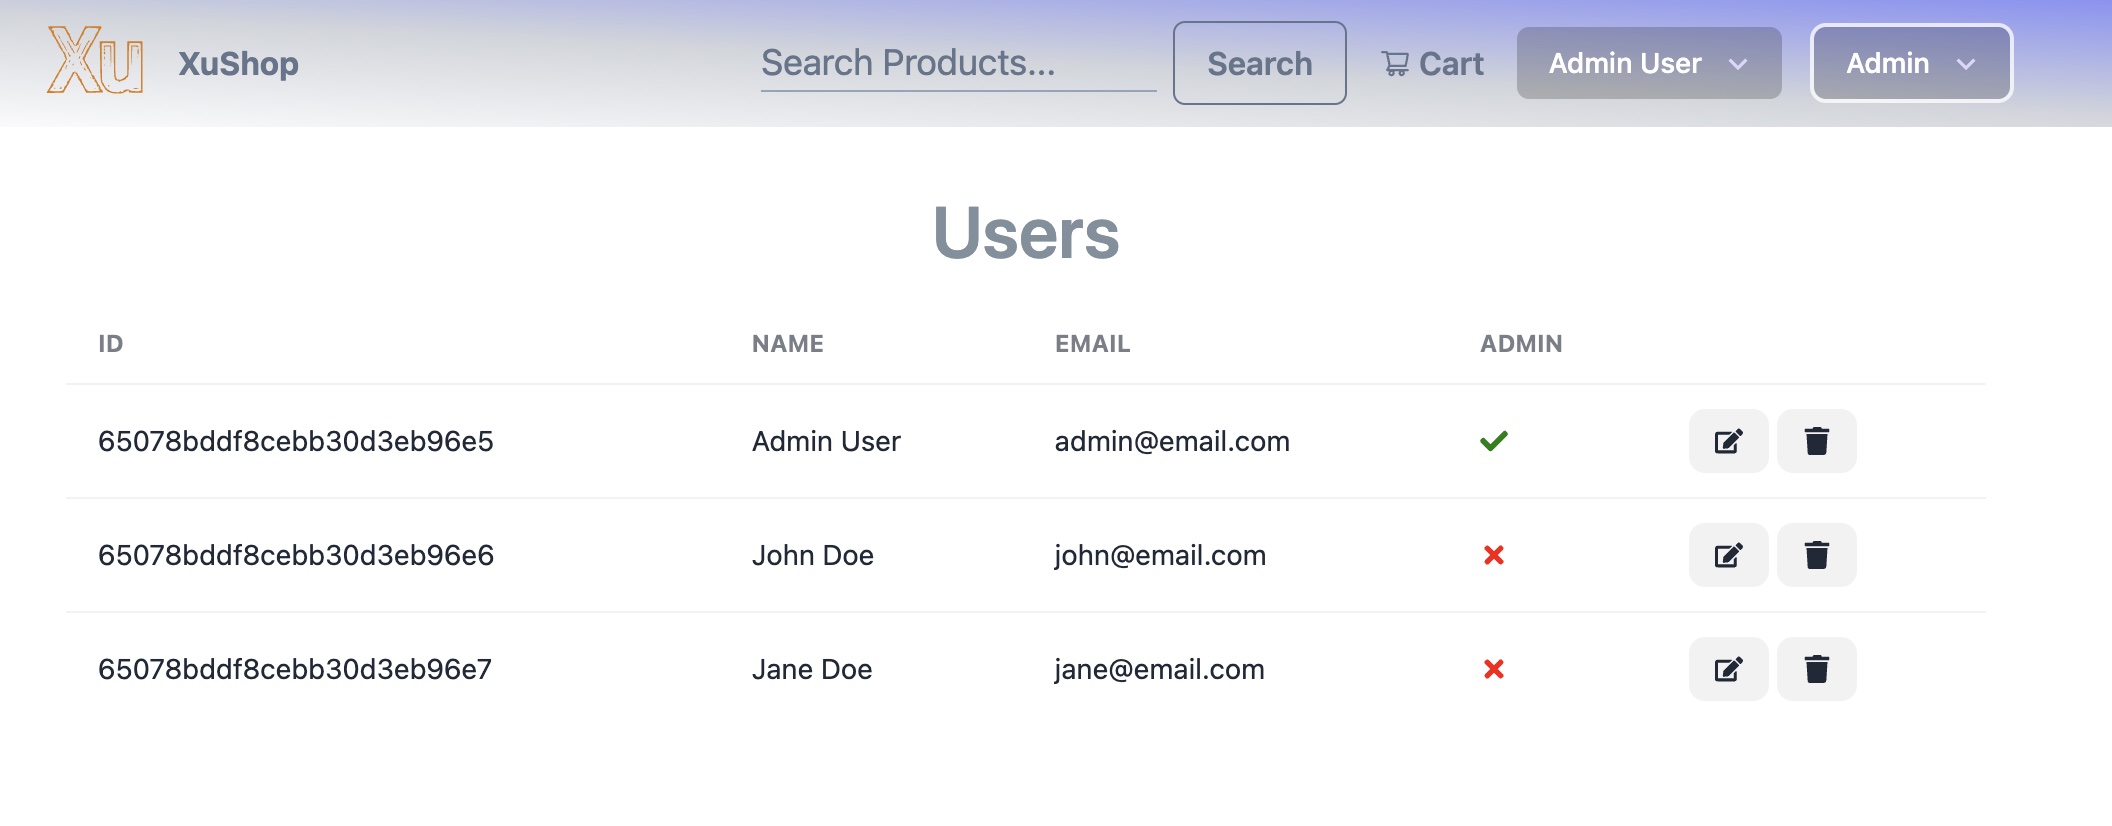 Xu XuShop Search Products... Search Cart Admin User Admin
Users
ID NAME EMAIL ADMIN
65078bddf8cebb30d3eb96e5 Admin User admin@email.com
65078bddf8cebb30d3eb96e6 John Doe john@email.com
65078bddf8cebb30d3eb96e7 Jane Doe jane@email.com